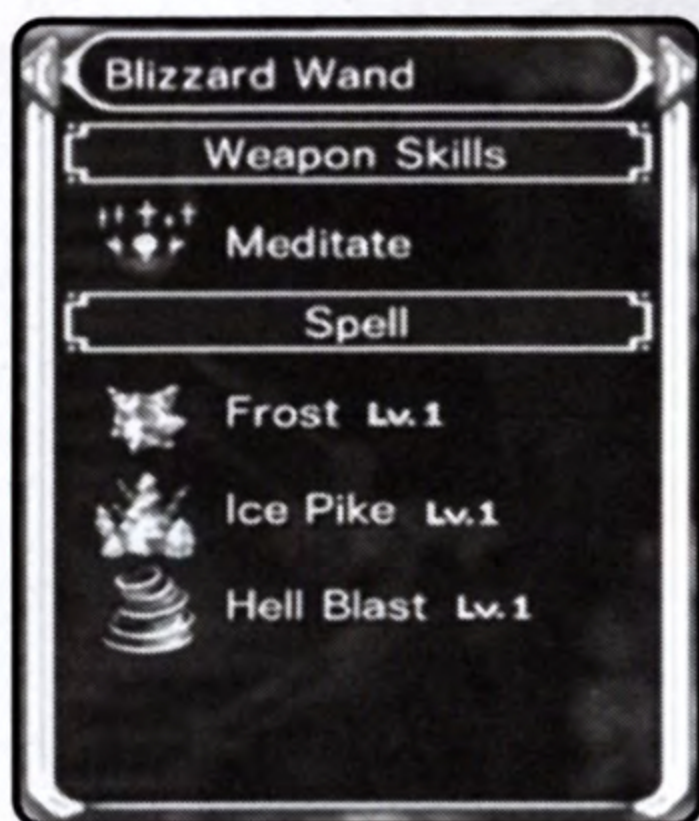 Blizzard Wand
Weapon Skills
Meditate
Spell
Frost Lv.1
Ice Pike Lv.1
Hell Blast Lv.1